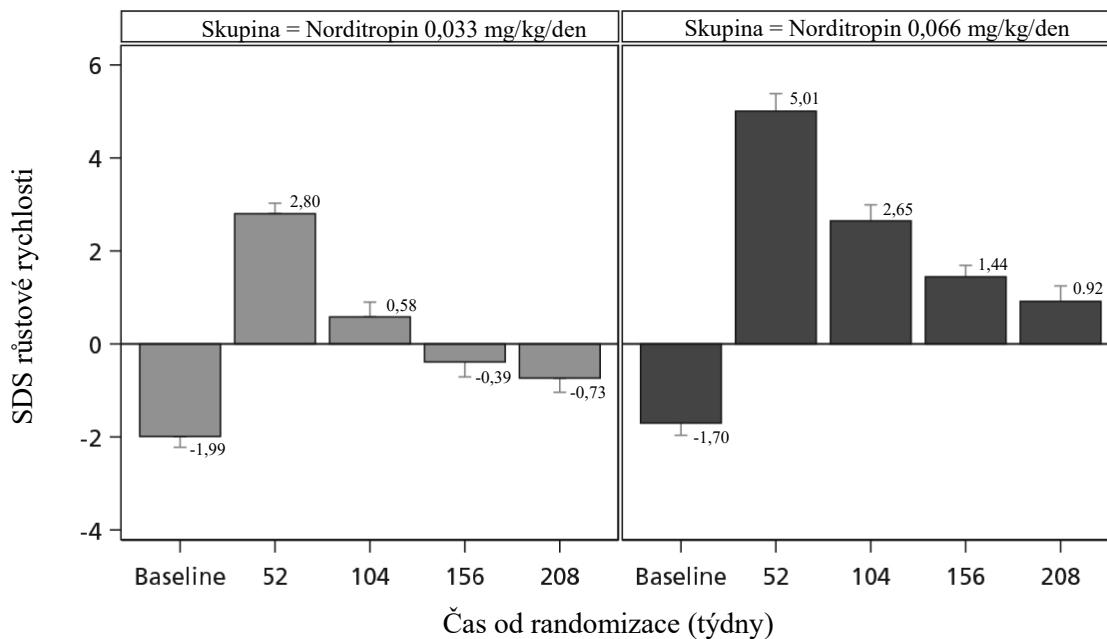 Skupina = Norditropin 0,033 mg/kg/den
Skupina = Norditropin 0,066 mg/kg/den
SDS růstové rychlosti
6
4
2
0
-2
-4
-1,99
2,80
0,58
-0,39
-0,73
-1,70
5,01
2,65
1,44
0.92
Baseline 52 104 156 208
Baseline 52 104 156 208
Čas od randomizace (týdny)